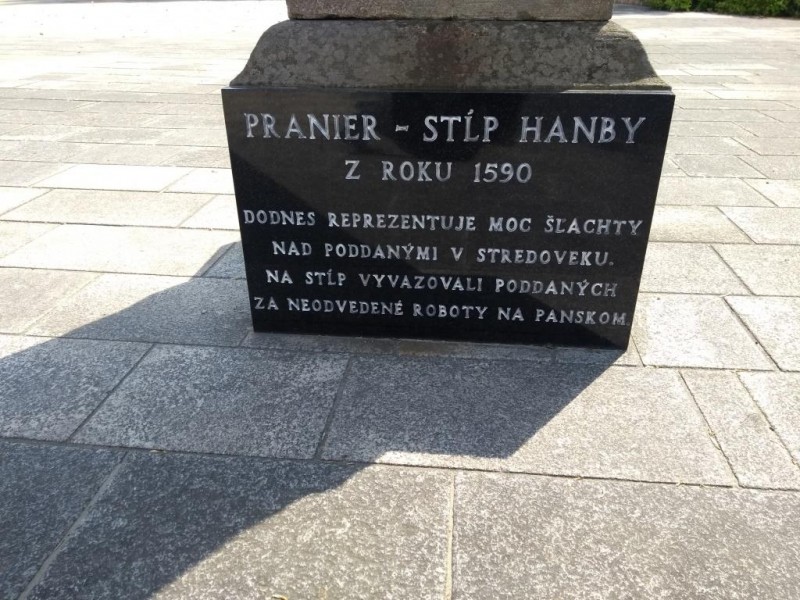 PRANIER - STĹP HANBY
Z ROKU 1590
DODNES REPREZENTUJE MOC ŠĽACHTY
NAD PODDANÝMI V STREDOVEKU.
NA STĹP VYVAZOVALI PODDANÝCH
ZA NEODVEDENÉ ROBOTY NA PANSKOM.